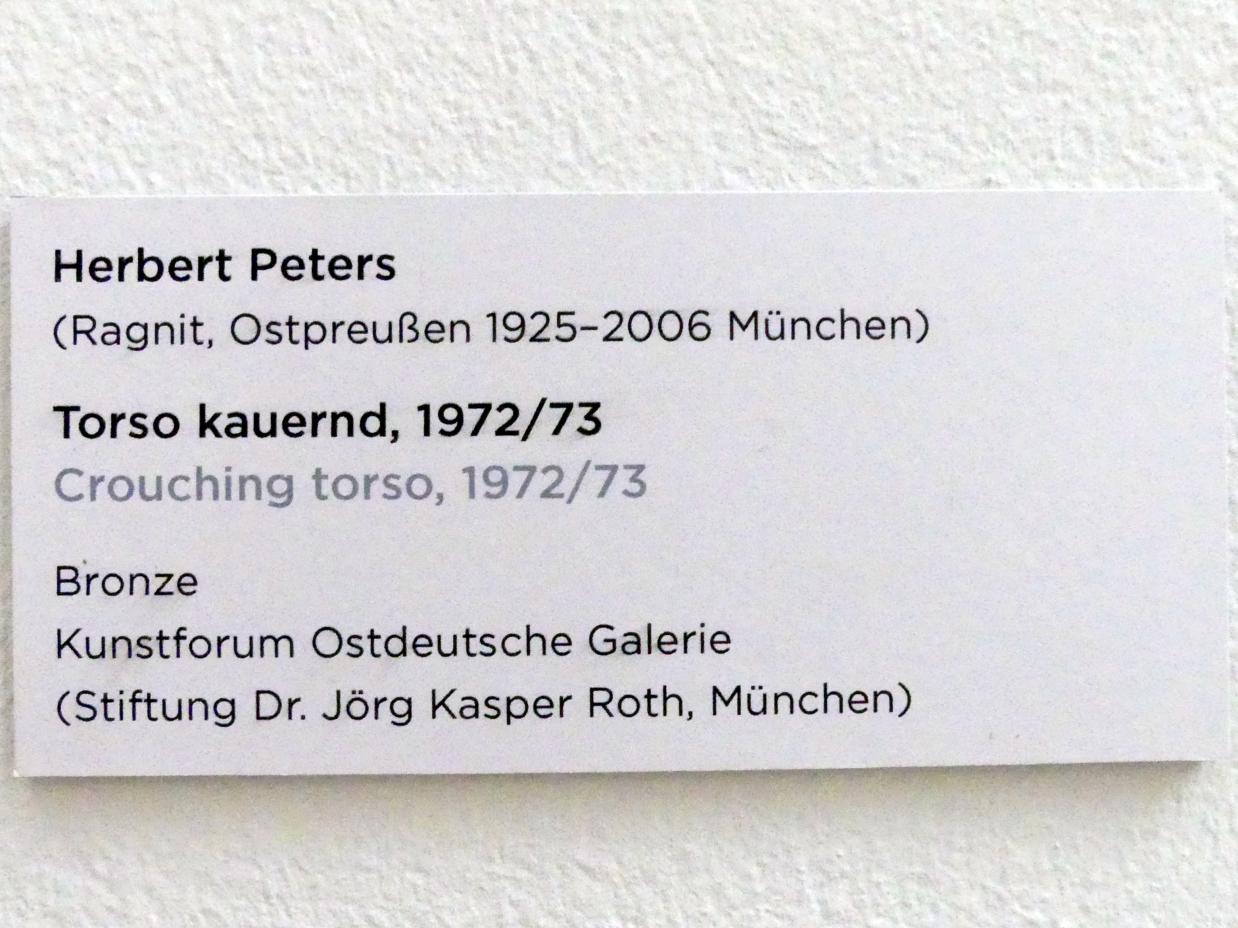 Herbert Peters
(Ragnit, Ostpreußen 1925–2006 München)
Torso kauernd, 1972/73
Crouching torso, 1972/73
Bronze
Kunstforum Ostdeutsche Galerie
(Stiftung Dr. Jörg Kasper Roth, München)